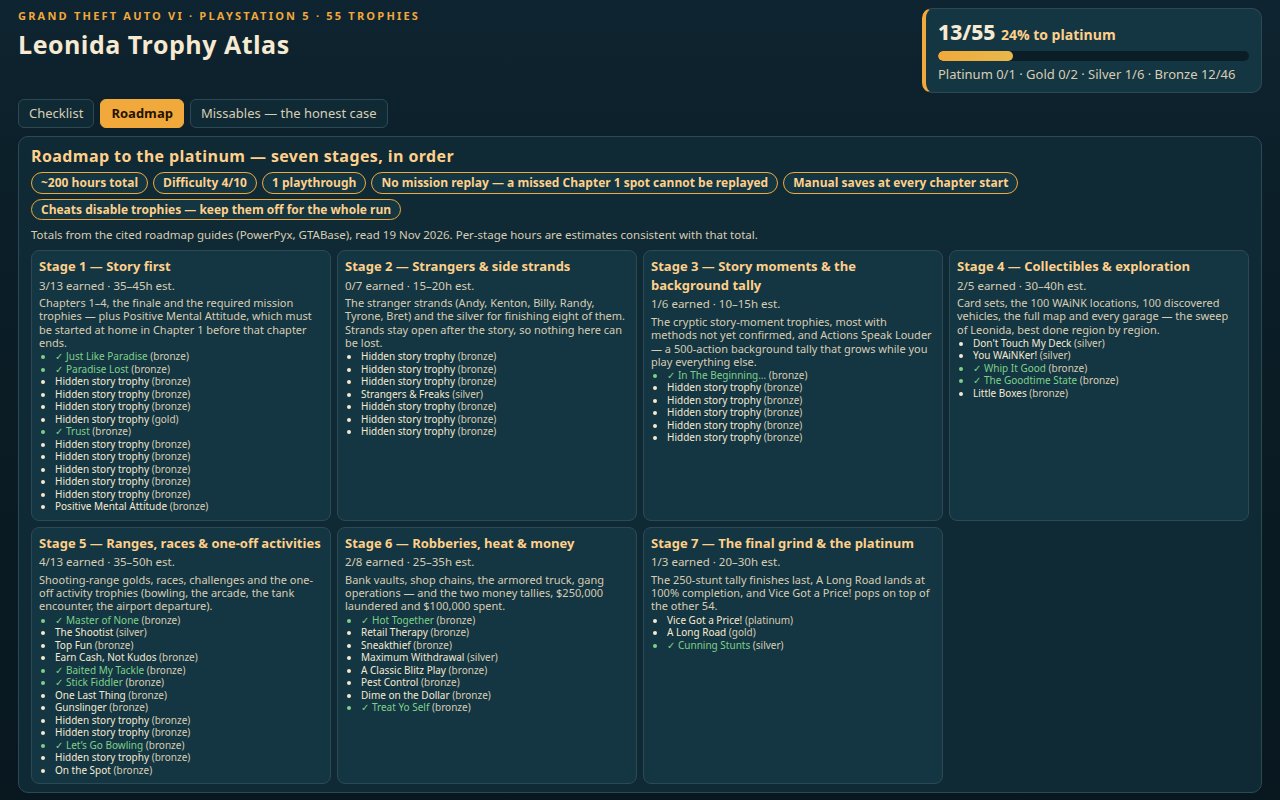 GRAND THEFT AUTO VI · PLAYSTATION 5 · 55 TROPHIES
Leonida Trophy Atlas
13/55 24% to platinum
Platinum 0/1 · Gold 0/2 · Silver 1/6 · Bronze 12/46
Checklist
Roadmap
Missables — the honest case
Roadmap to the platinum — seven stages, in order
~200 hours total
Difficulty 4/10
1 playthrough
No mission replay — a missed Chapter 1 spot cannot be replayed
Manual saves at every chapter start
Cheats disable trophies — keep them off for the whole run
Totals from the cited roadmap guides (PowerPyx, GTABase), read 19 Nov 2026. Per-stage hours are estimates consistent with that total.
Stage 1 — Story first
3/13 earned · 35–45h est.
Chapters 1–4, the finale and the required mission
trophies — plus Positive Mental Attitude, which must
be started at home in Chapter 1 before that chapter
ends.
✓ Just Like Paradise (bronze)
✓ Paradise Lost (bronze)
Hidden story trophy (bronze)
Hidden story trophy (bronze)
Hidden story trophy (bronze)
Hidden story trophy (gold)
✓ Trust (bronze)
Hidden story trophy (bronze)
Hidden story trophy (bronze)
Hidden story trophy (bronze)
Hidden story trophy (bronze)
Hidden story trophy (bronze)
Positive Mental Attitude (bronze)
Stage 2 — Strangers & side strands
0/7 earned · 15–20h est.
The stranger strands (Andy, Kenton, Billy, Randy,
Tyrone, Bret) and the silver for finishing eight of them.
Strands stay open after the story, so nothing here can
be lost.
Hidden story trophy (bronze)
Hidden story trophy (bronze)
Hidden story trophy (bronze)
Strangers & Freaks (silver)
Hidden story trophy (bronze)
Hidden story trophy (bronze)
Hidden story trophy (bronze)
Stage 3 — Story moments & the
background tally
1/6 earned · 10–15h est.
The cryptic story-moment trophies, most with
methods not yet confirmed, and Actions Speak Louder
— a 500-action background tally that grows while you
play everything else.
✓ In The Beginning... (bronze)
Hidden story trophy (bronze)
Hidden story trophy (bronze)
Hidden story trophy (bronze)
Hidden story trophy (bronze)
Hidden story trophy (bronze)
Stage 4 — Collectibles & exploration
2/5 earned · 30–40h est.
Card sets, the 100 WAiNK locations, 100 discovered
vehicles, the full map and every garage — the sweep
of Leonida, best done region by region.
Don't Touch My Deck (silver)
You WAiNKer! (silver)
✓ Whip It Good (bronze)
✓ The Goodtime State (bronze)
Little Boxes (bronze)
Stage 5 — Ranges, races & one-off activities
4/13 earned · 35–50h est.
Shooting-range golds, races, challenges and the one-
off activity trophies (bowling, the arcade, the tank
encounter, the airport departure).
✓ Master of None (bronze)
The Shootist (silver)
Top Fun (bronze)
Earn Cash, Not Kudos (bronze)
✓ Baited My Tackle (bronze)
✓ Stick Fiddler (bronze)
One Last Thing (bronze)
Gunslinger (bronze)
Hidden story trophy (bronze)
Hidden story trophy (bronze)
✓ Let's Go Bowling (bronze)
Hidden story trophy (bronze)
On the Spot (bronze)
Stage 6 — Robberies, heat & money
2/8 earned · 25–35h est.
Bank vaults, shop chains, the armored truck, gang
operations — and the two money tallies, $250,000
laundered and $100,000 spent.
✓ Hot Together (bronze)
Retail Therapy (bronze)
Sneakthief (bronze)
Maximum Withdrawal (silver)
A Classic Blitz Play (bronze)
Pest Control (bronze)
Dime on the Dollar (bronze)
✓ Treat Yo Self (bronze)
Stage 7 — The final grind & the platinum
1/3 earned · 20–30h est.
The 250-stunt tally finishes last, A Long Road lands at
100% completion, and Vice Got a Price! pops on top of
the other 54.
Vice Got a Price! (platinum)
A Long Road (gold)
✓ Cunning Stunts (silver)